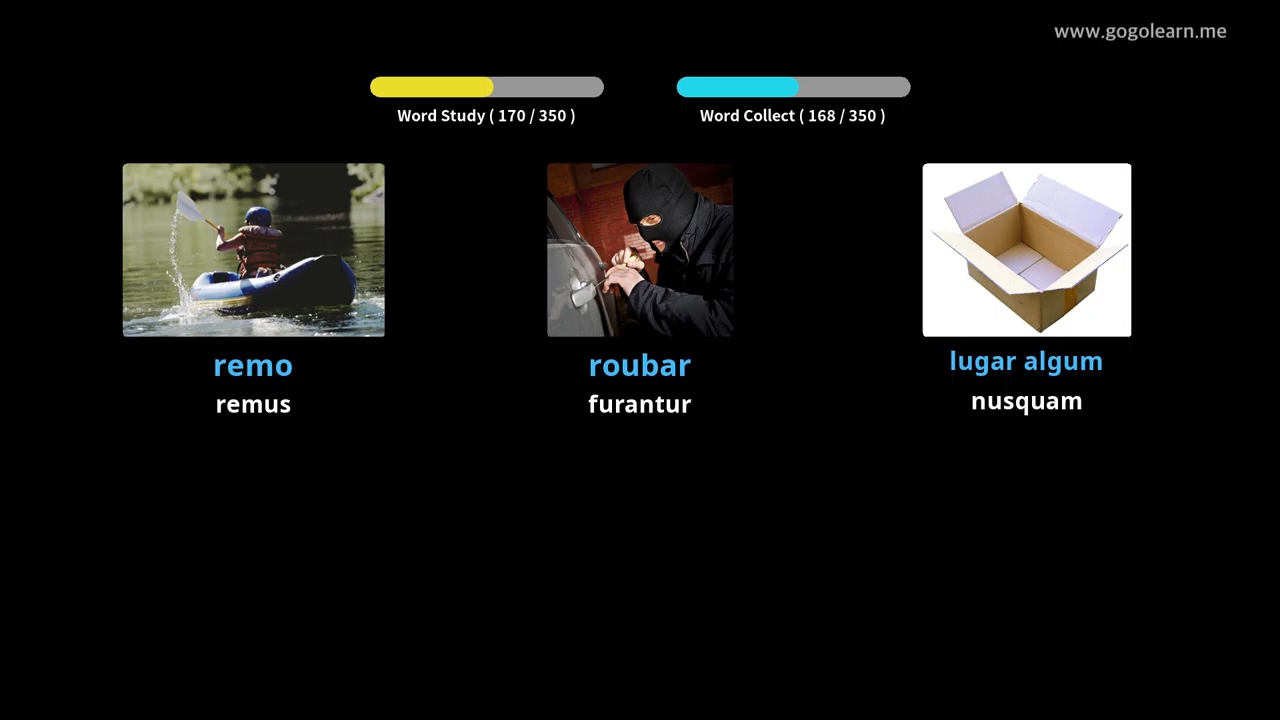 www.gogolearn.me
Word Study ( 170 / 350 )
Word Collect ( 168 / 350 )
remo
remus
roubar
furantur
lugar algum
nusquam